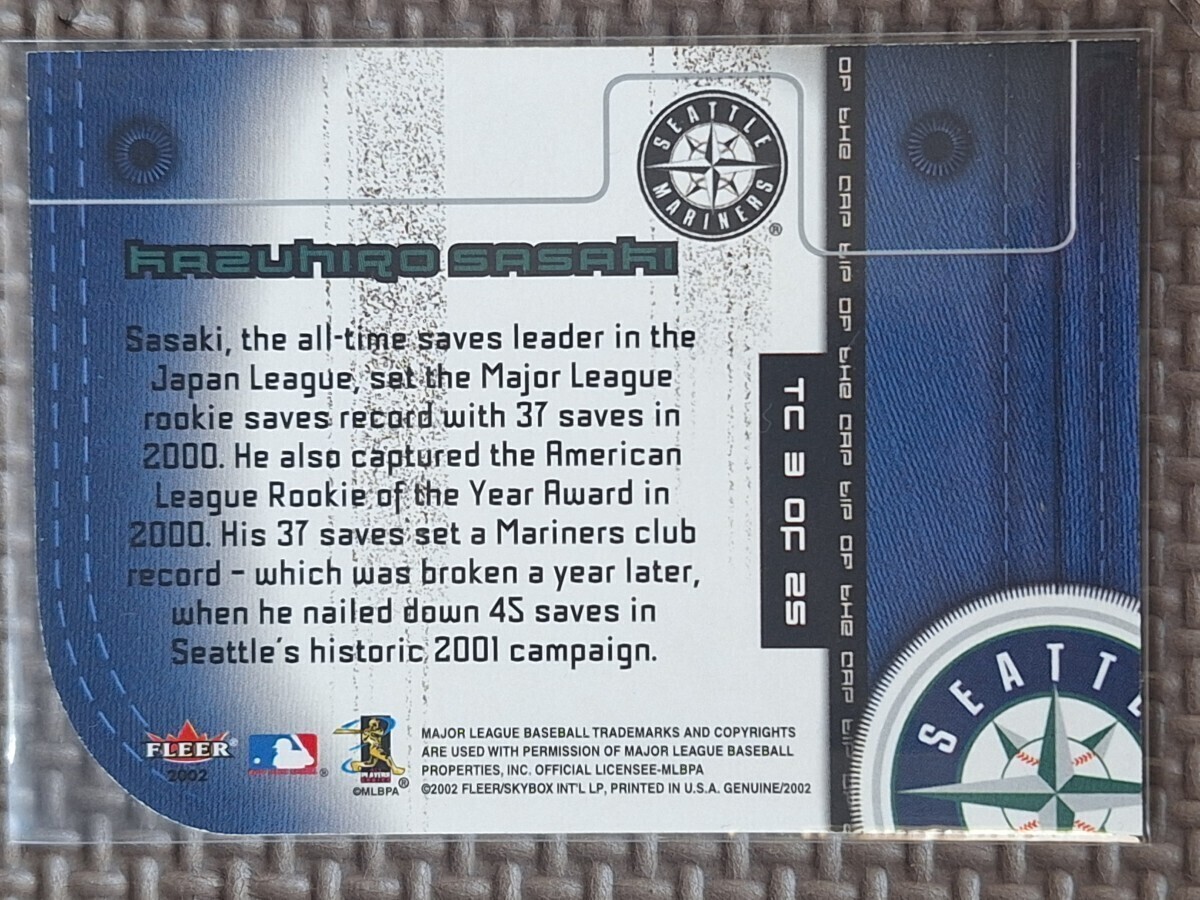 SEATTLE
MARINERS
®
KAZUHIRO SASAKI
Sasaki, the all-time saves leader in the
Japan League, set the Major League
rookie saves record with 37 saves in
2000. He also captured the American
League Rookie of the Year Award in
2000. His 37 saves set a Mariners club
record – which was broken a year later,
when he nailed down 45 saves in
Seattle's historic 2001 campaign.
TC 3 OF 25
OF THE CAP TIP OF THE CAP TIP OF THE CAP TIP
SEATTL
FLEER
2002
®
PLAYERS
CHOICE
©MLBPA®
MAJOR LEAGUE BASEBALL TRADEMARKS AND COPYRIGHTS
ARE USED WITH PERMISSION OF MAJOR LEAGUE BASEBALL
PROPERTIES, INC. OFFICIAL LICENSEE-MLBPA
©2002 FLEER/SKYBOX INT'L LP, PRINTED IN U.S.A. GENUINE/2002